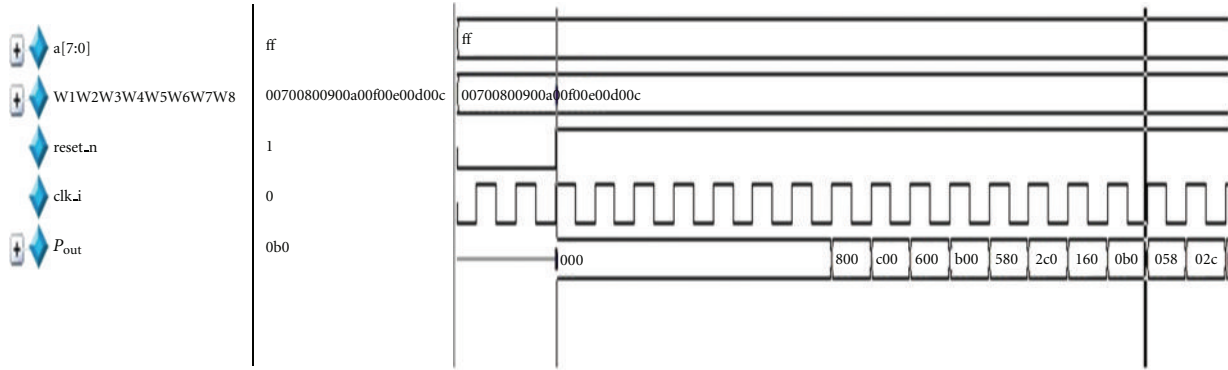 a[7:0] ff ff
W1W2W3W4W5W6W7W8 00700800900a00f00e00d00c 00700800900a00f00e00d00c
reset_n 1
clk_i 0
Pout 0b0 000 800 c00 600 b00 580 2c0 160 0b0 058 02c